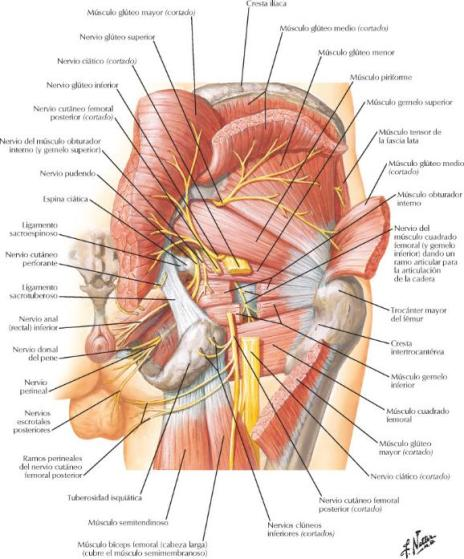 Cresta ilíaca
Músculo glúteo mayor (cortado)
Nervio glúteo superior
Nervio ciático (cortado)
Nervio glúteo inferior
Nervio cutáneo femoral
posterior (cortado)
Nervio del músculo obturador
interno (y gemelo superior)
Nervio pudendo
Espina ciática
Ligamento
sacroespinoso
Nervio cutáneo
perforante
Ligamento
sacrotuberoso
Nervio anal
(rectal) inferior
Nervio dorsal
del pene
Nervio
perineal
Nervios
escrotales
posteriores
Ramos perineales
del nervio cutáneo
femoral posterior
Tuberosidad isquiática
Músculo semitendinoso
Músculo bíceps femoral (cabeza larga)
(cubre el músculo semimembranoso)
Músculo glúteo medio (cortado)
Músculo glúteo menor
Músculo piriforme
Músculo gemelo superior
Músculo tensor de
la fascia lata
Músculo glúteo medio
(cortado)
Músculo obturador
interno
Nervio del
músculo cuadrado
femoral (y gemelo
inferior) dando un
ramo articular para
la articulación
de la cadera
Trocánter mayor
del fémur
Cresta
intertrocantérea
Músculo gemelo
inferior
Músculo cuadrado
femoral
Músculo glúteo
mayor (cortado)
Nervio ciático (cortado)
Nervio cutáneo femoral
posterior (cortado)
Nervios clúneos
inferiores (cortados)
F. Netter